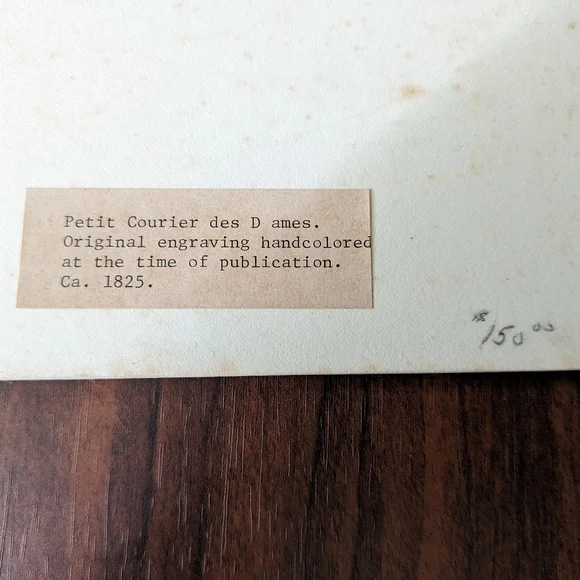 Petit Courier des D ames.
Original engraving handcolored
at the time of publication.
Ca. 1825.
$150 00